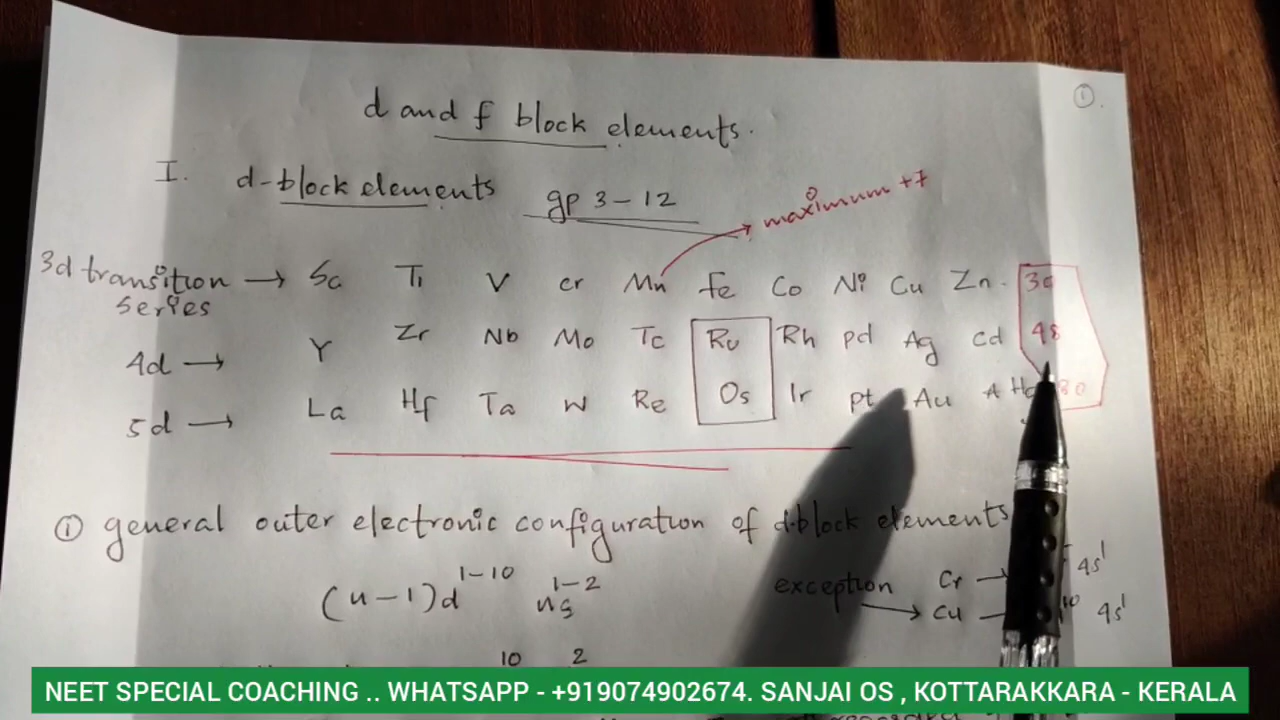 ①.
d and f block elements.
I. d-block elements gp 3-12
maximum +7
3d transition series → Sc Ti V cr Mn Fe Co Ni Cu Zn. 30
4d → Y Zr Nb Mo Tc Ru Rh pd Ag Cd 48
5d → La Hf Ta W Re Os Ir pt Au Hg 80
① general outer electronic configuration of d-block elements
(n-1)d¹⁻¹⁰ ns¹⁻²
exception Cr → 4s¹
→ Cu 10 4s¹
10 2
NEET SPECIAL COACHING .. WHATSAPP - +919074902674. SANJAI OS , KOTTARAKKARA - KERALA